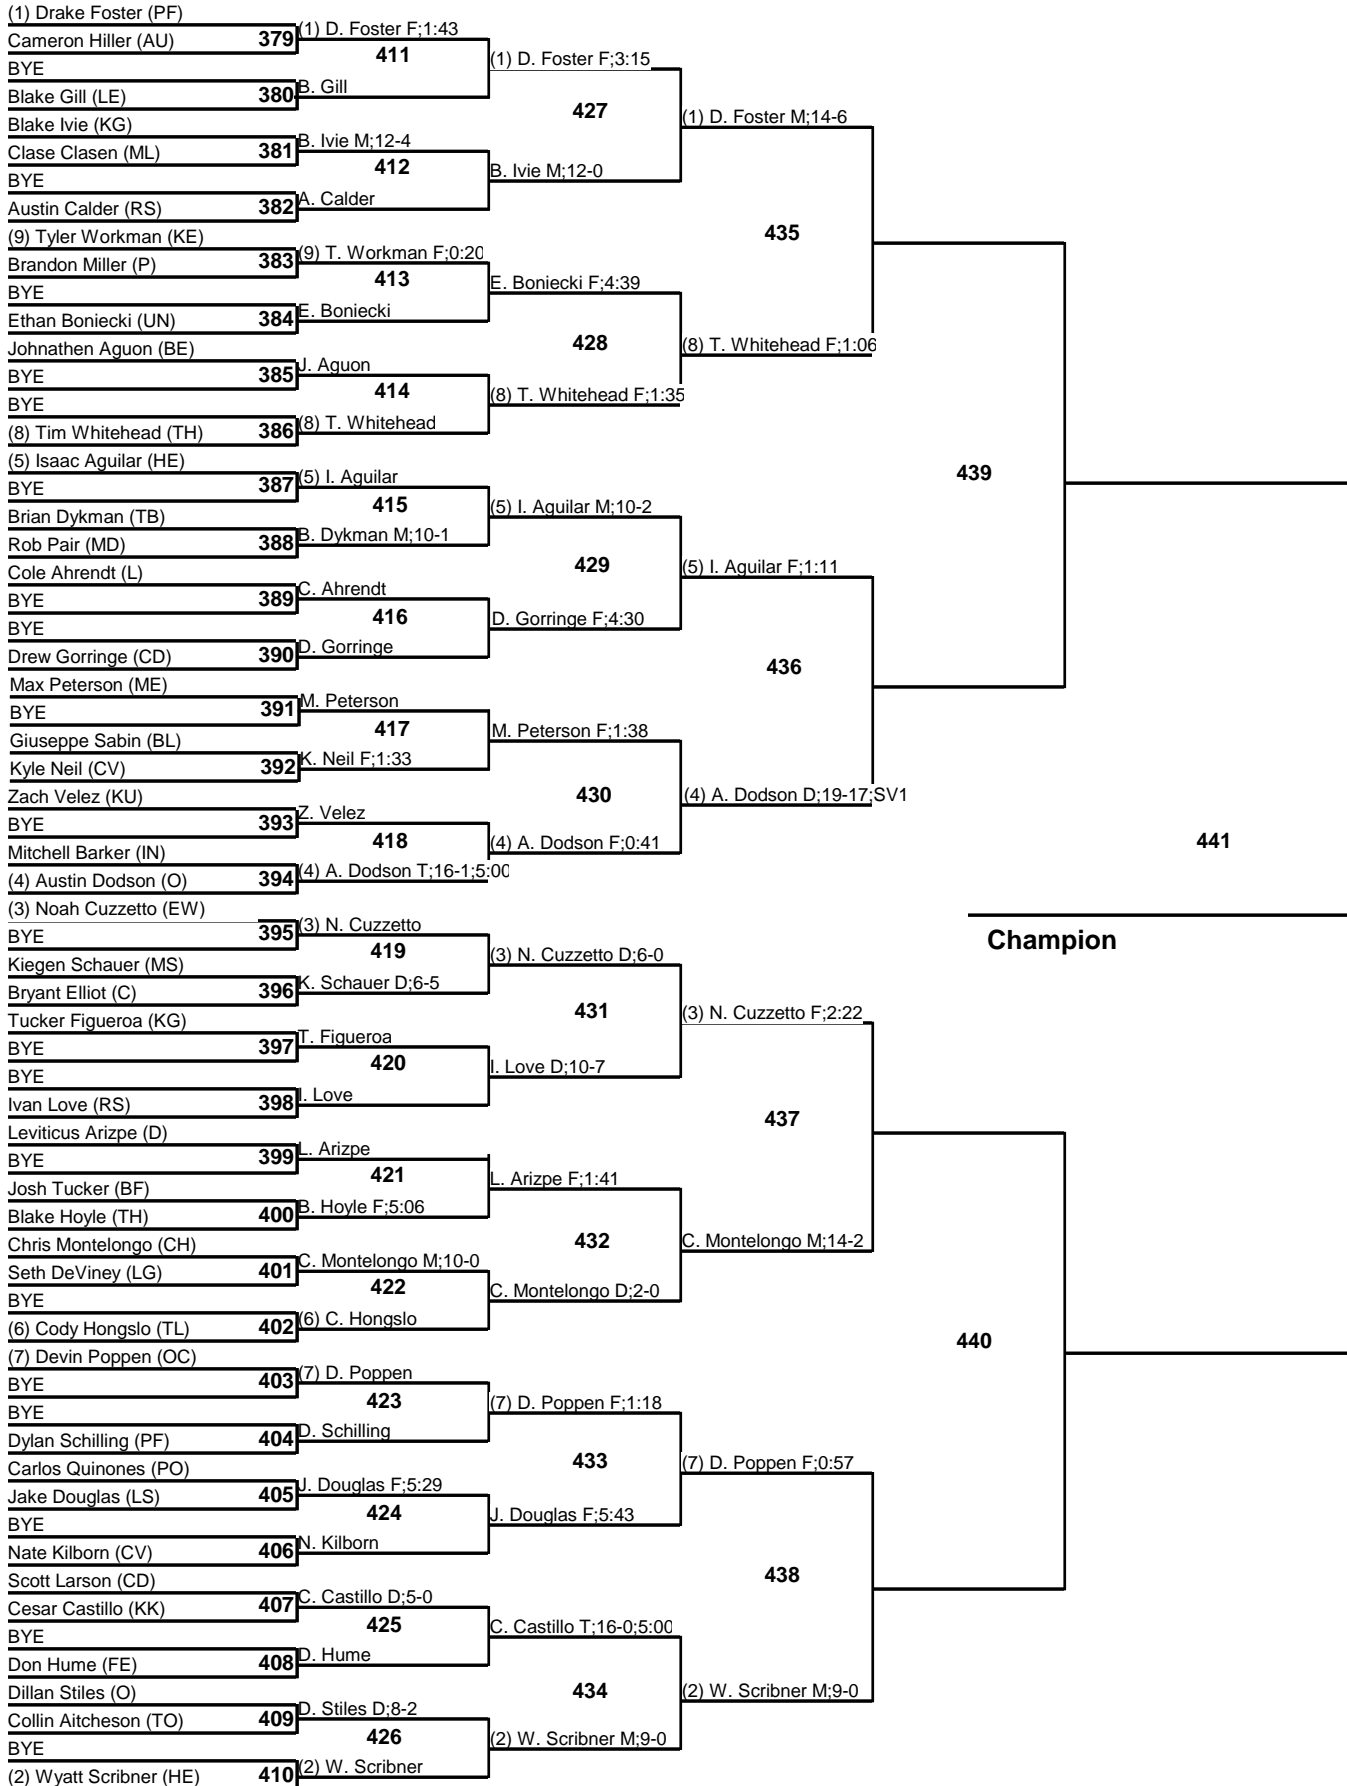 (1) Drake Foster (PF)
Cameron Hiller (AU) 379 (1) D. Foster F;1:43
411 (1) D. Foster F;3:15
BYE
Blake Gill (LE) 380 B. Gill
427 (1) D. Foster M;14-6
Blake Ivie (KG)
Clase Clasen (ML) 381 B. Ivie M;12-4
412 B. Ivie M;12-0
BYE
Austin Calder (RS) 382 A. Calder
435
(9) Tyler Workman (KE)
Brandon Miller (P) 383 (9) T. Workman F;0:20
413 E. Boniecki F;4:39
BYE
Ethan Boniecki (UN) 384 E. Boniecki
428 (8) T. Whitehead F;1:06
Johnathen Aguon (BE)
BYE 385 J. Aguon
414 (8) T. Whitehead F;1:35
BYE
(8) Tim Whitehead (TH) 386 (8) T. Whitehead
439
(5) Isaac Aguilar (HE)
BYE 387 (5) I. Aguilar
415 (5) I. Aguilar M;10-2
Brian Dykman (TB)
Rob Pair (MD) 388 B. Dykman M;10-1
429 (5) I. Aguilar F;1:11
Cole Ahrendt (L)
BYE 389 C. Ahrendt
416 D. Gorringe F;4:30
BYE
Drew Gorringe (CD) 390 D. Gorringe
436
Max Peterson (ME)
BYE 391 M. Peterson
417 M. Peterson F;1:38
Giuseppe Sabin (BL)
Kyle Neil (CV) 392 K. Neil F;1:33
430 (4) A. Dodson D;19-17;SV1
Zach Velez (KU)
BYE 393 Z. Velez
418 (4) A. Dodson F;0:41
Mitchell Barker (IN)
(4) Austin Dodson (O) 394 (4) A. Dodson T;16-1;5:00
441
Champion
(3) Noah Cuzzetto (EW)
BYE 395 (3) N. Cuzzetto
419 (3) N. Cuzzetto D;6-0
Kiegen Schauer (MS)
Bryant Elliot (C) 396 K. Schauer D;6-5
431 (3) N. Cuzzetto F;2:22
Tucker Figueroa (KG)
BYE 397 T. Figueroa
420 I. Love D;10-7
BYE
Ivan Love (RS) 398 I. Love
437
Leviticus Arizpe (D)
BYE 399 L. Arizpe
421 L. Arizpe F;1:41
Josh Tucker (BF)
Blake Hoyle (TH) 400 B. Hoyle F;5:06
432 C. Montelongo M;14-2
Chris Montelongo (CH)
Seth DeViney (LG) 401 C. Montelongo M;10-0
422 C. Montelongo D;2-0
BYE
(6) Cody Hongslo (TL) 402 (6) C. Hongslo
440
(7) Devin Poppen (OC)
BYE 403 (7) D. Poppen
423 (7) D. Poppen F;1:18
BYE
Dylan Schilling (PF) 404 D. Schilling
433 (7) D. Poppen F;0:57
Carlos Quinones (PO)
Jake Douglas (LS) 405 J. Douglas F;5:29
424 J. Douglas F;5:43
BYE
Nate Kilborn (CV) 406 N. Kilborn
438
Scott Larson (CD)
Cesar Castillo (KK) 407 C. Castillo D;5-0
425 C. Castillo T;16-0;5:00
BYE
Don Hume (FE) 408 D. Hume
434 (2) W. Scribner M;9-0
Dillan Stiles (O)
Collin Aitcheson (TO) 409 D. Stiles D;8-2
426 (2) W. Scribner M;9-0
BYE
(2) Wyatt Scribner (HE) 410 (2) W. Scribner